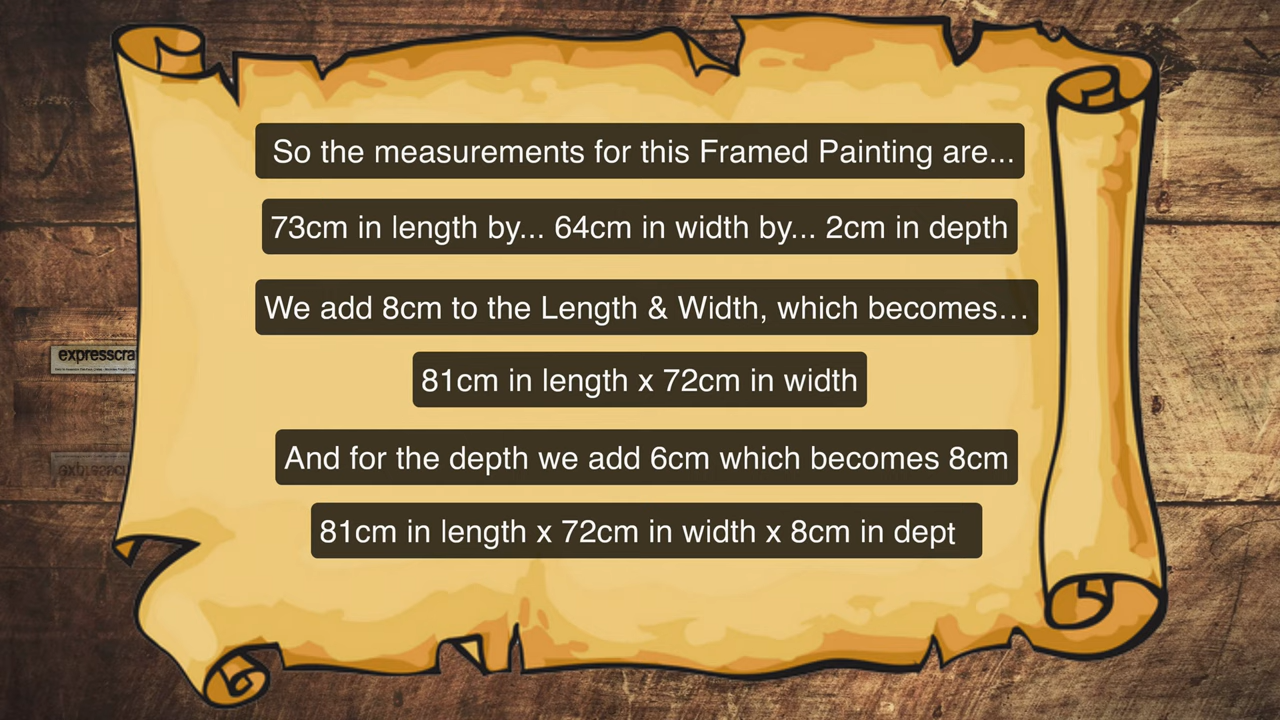 So the measurements for this Framed Painting are...
73cm in length by... 64cm in width by... 2cm in depth
We add 8cm to the Length & Width, which becomes...
expresscra
81cm in length x 72cm in width
And for the depth we add 6cm which becomes 8cm
81cm in length x 72cm in width x 8cm in dept